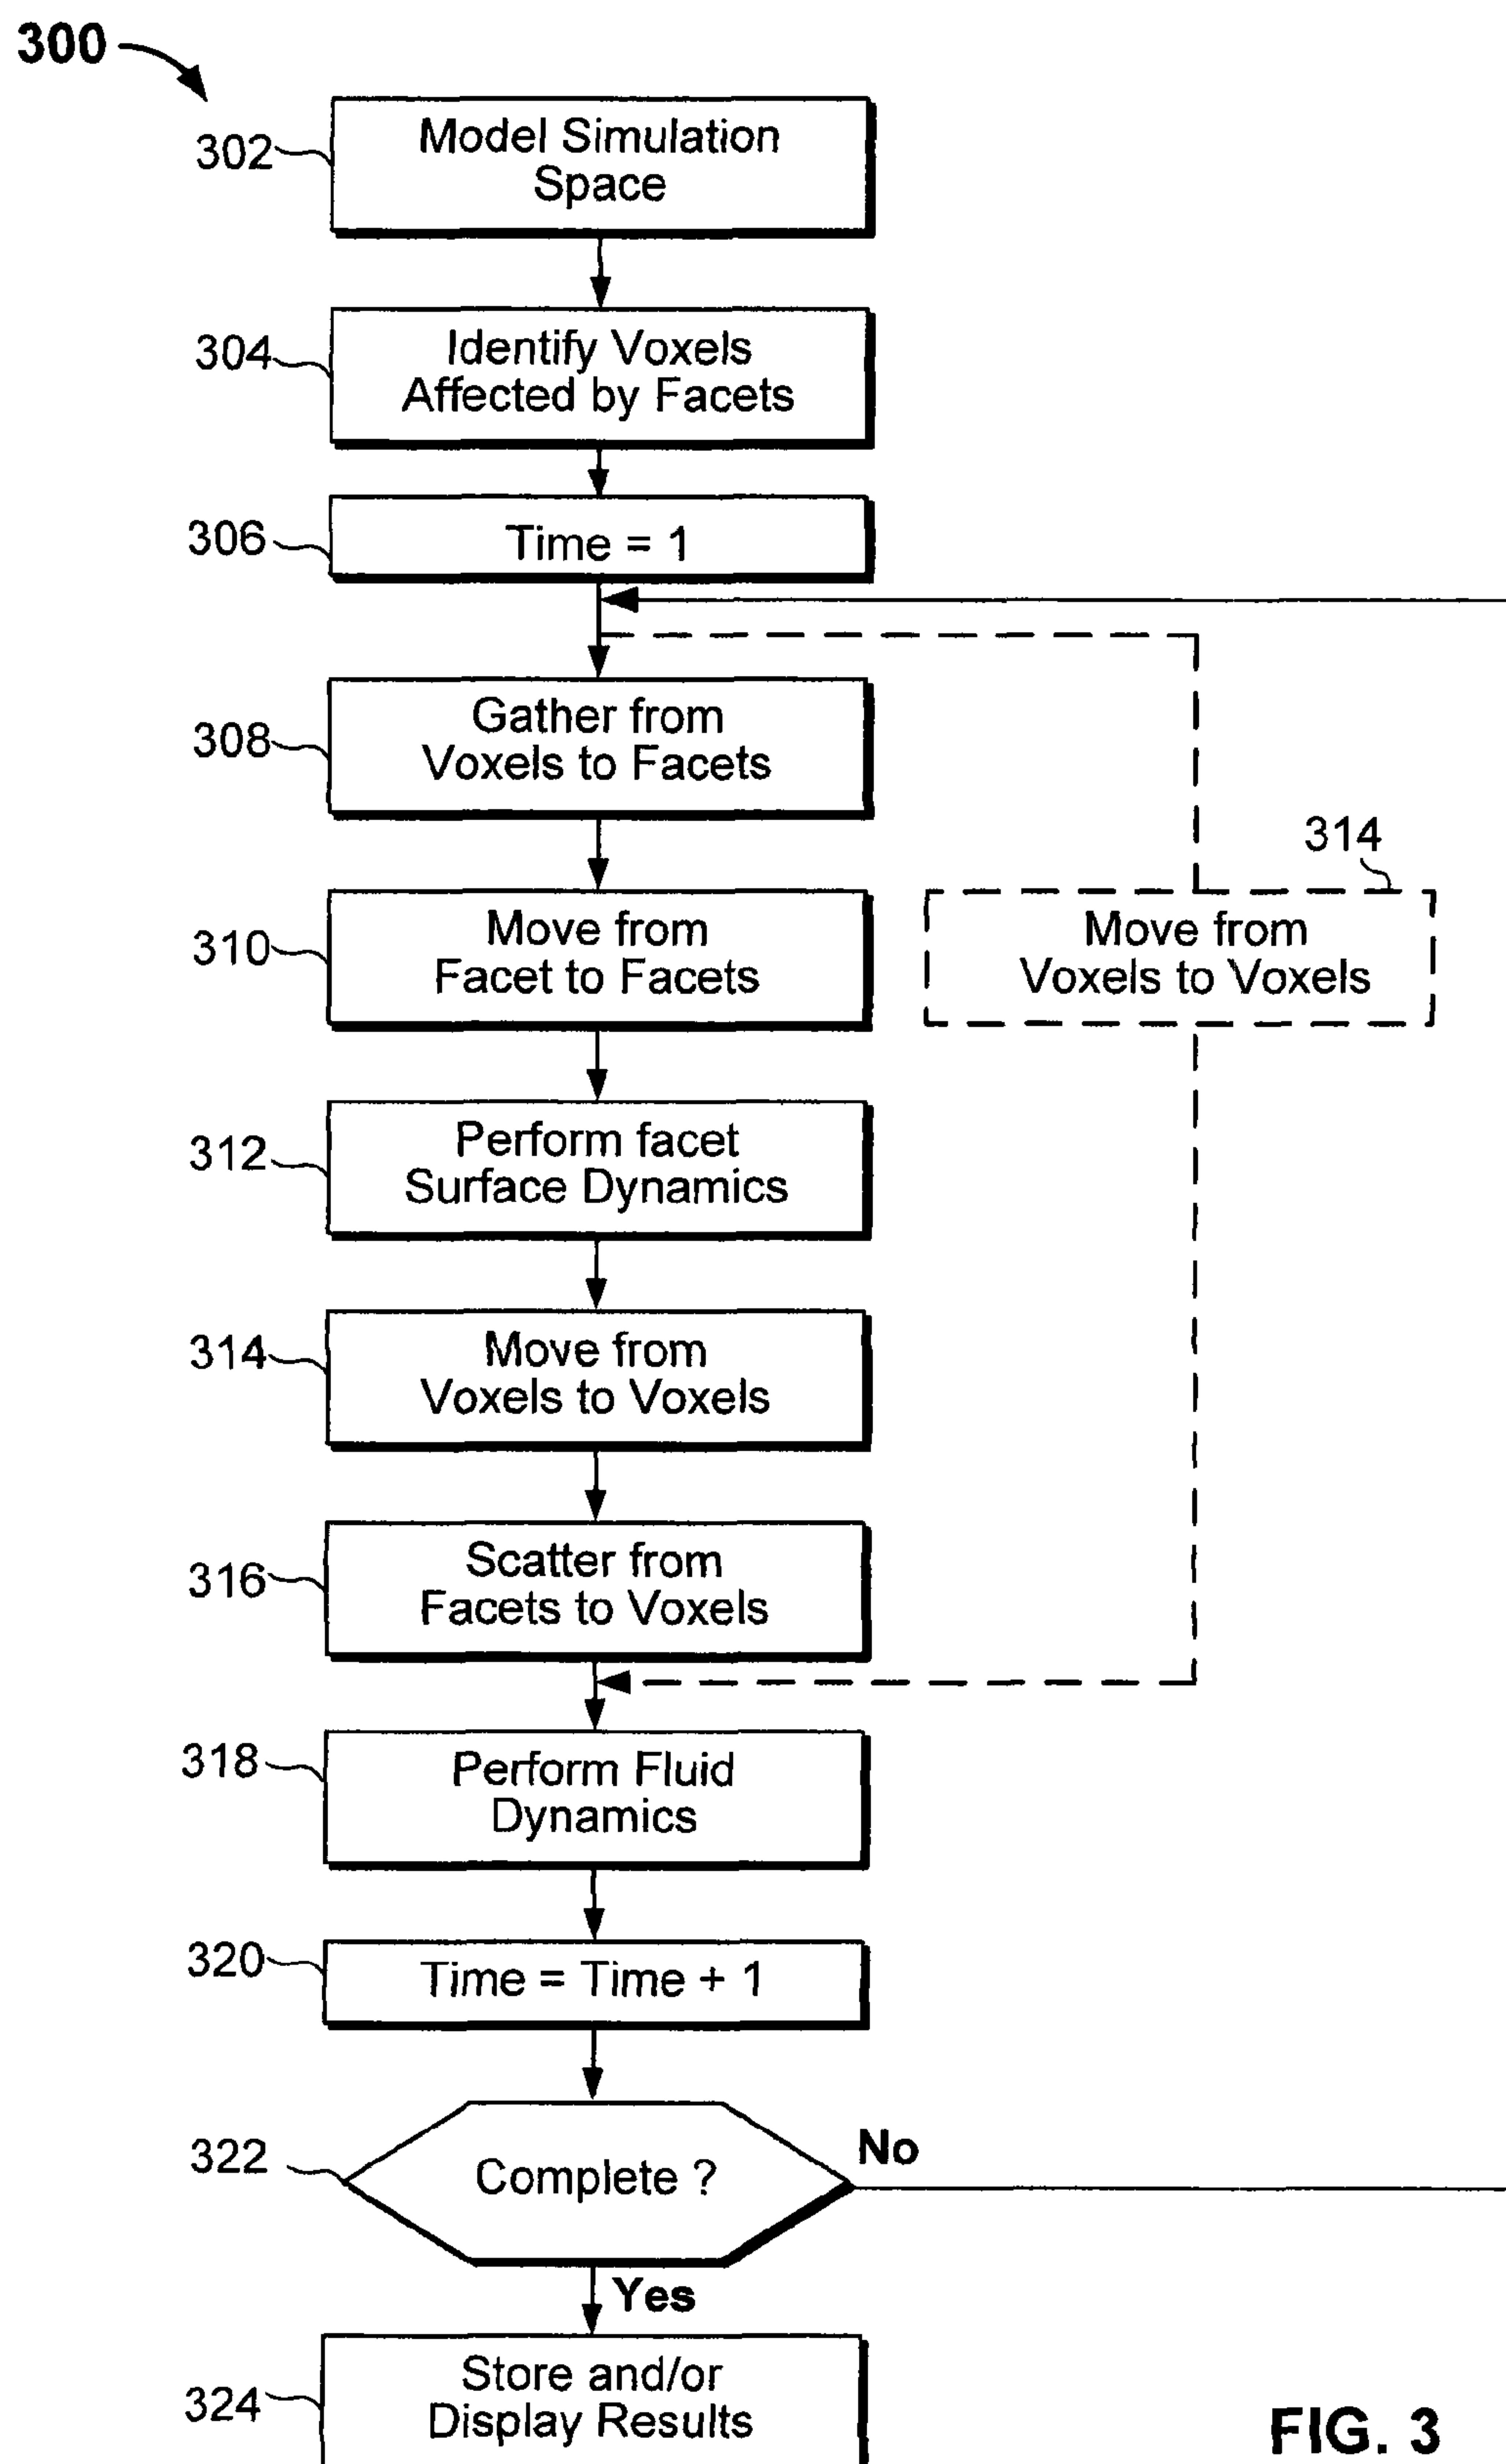 300
302
Model Simulation
Space
304
Identify Voxels
Affected by Facets
306
Time = 1
308
Gather from
Voxels to Facets
310
Move from
Facet to Facets
314
Move from
Voxels to Voxels
312
Perform facet
Surface Dynamics
314
Move from
Voxels to Voxels
316
Scatter from
Facets to Voxels
318
Perform Fluid
Dynamics
320
Time = Time + 1
322
Complete ?
No
Yes
324
Store and/or
Display Results
FIG. 3